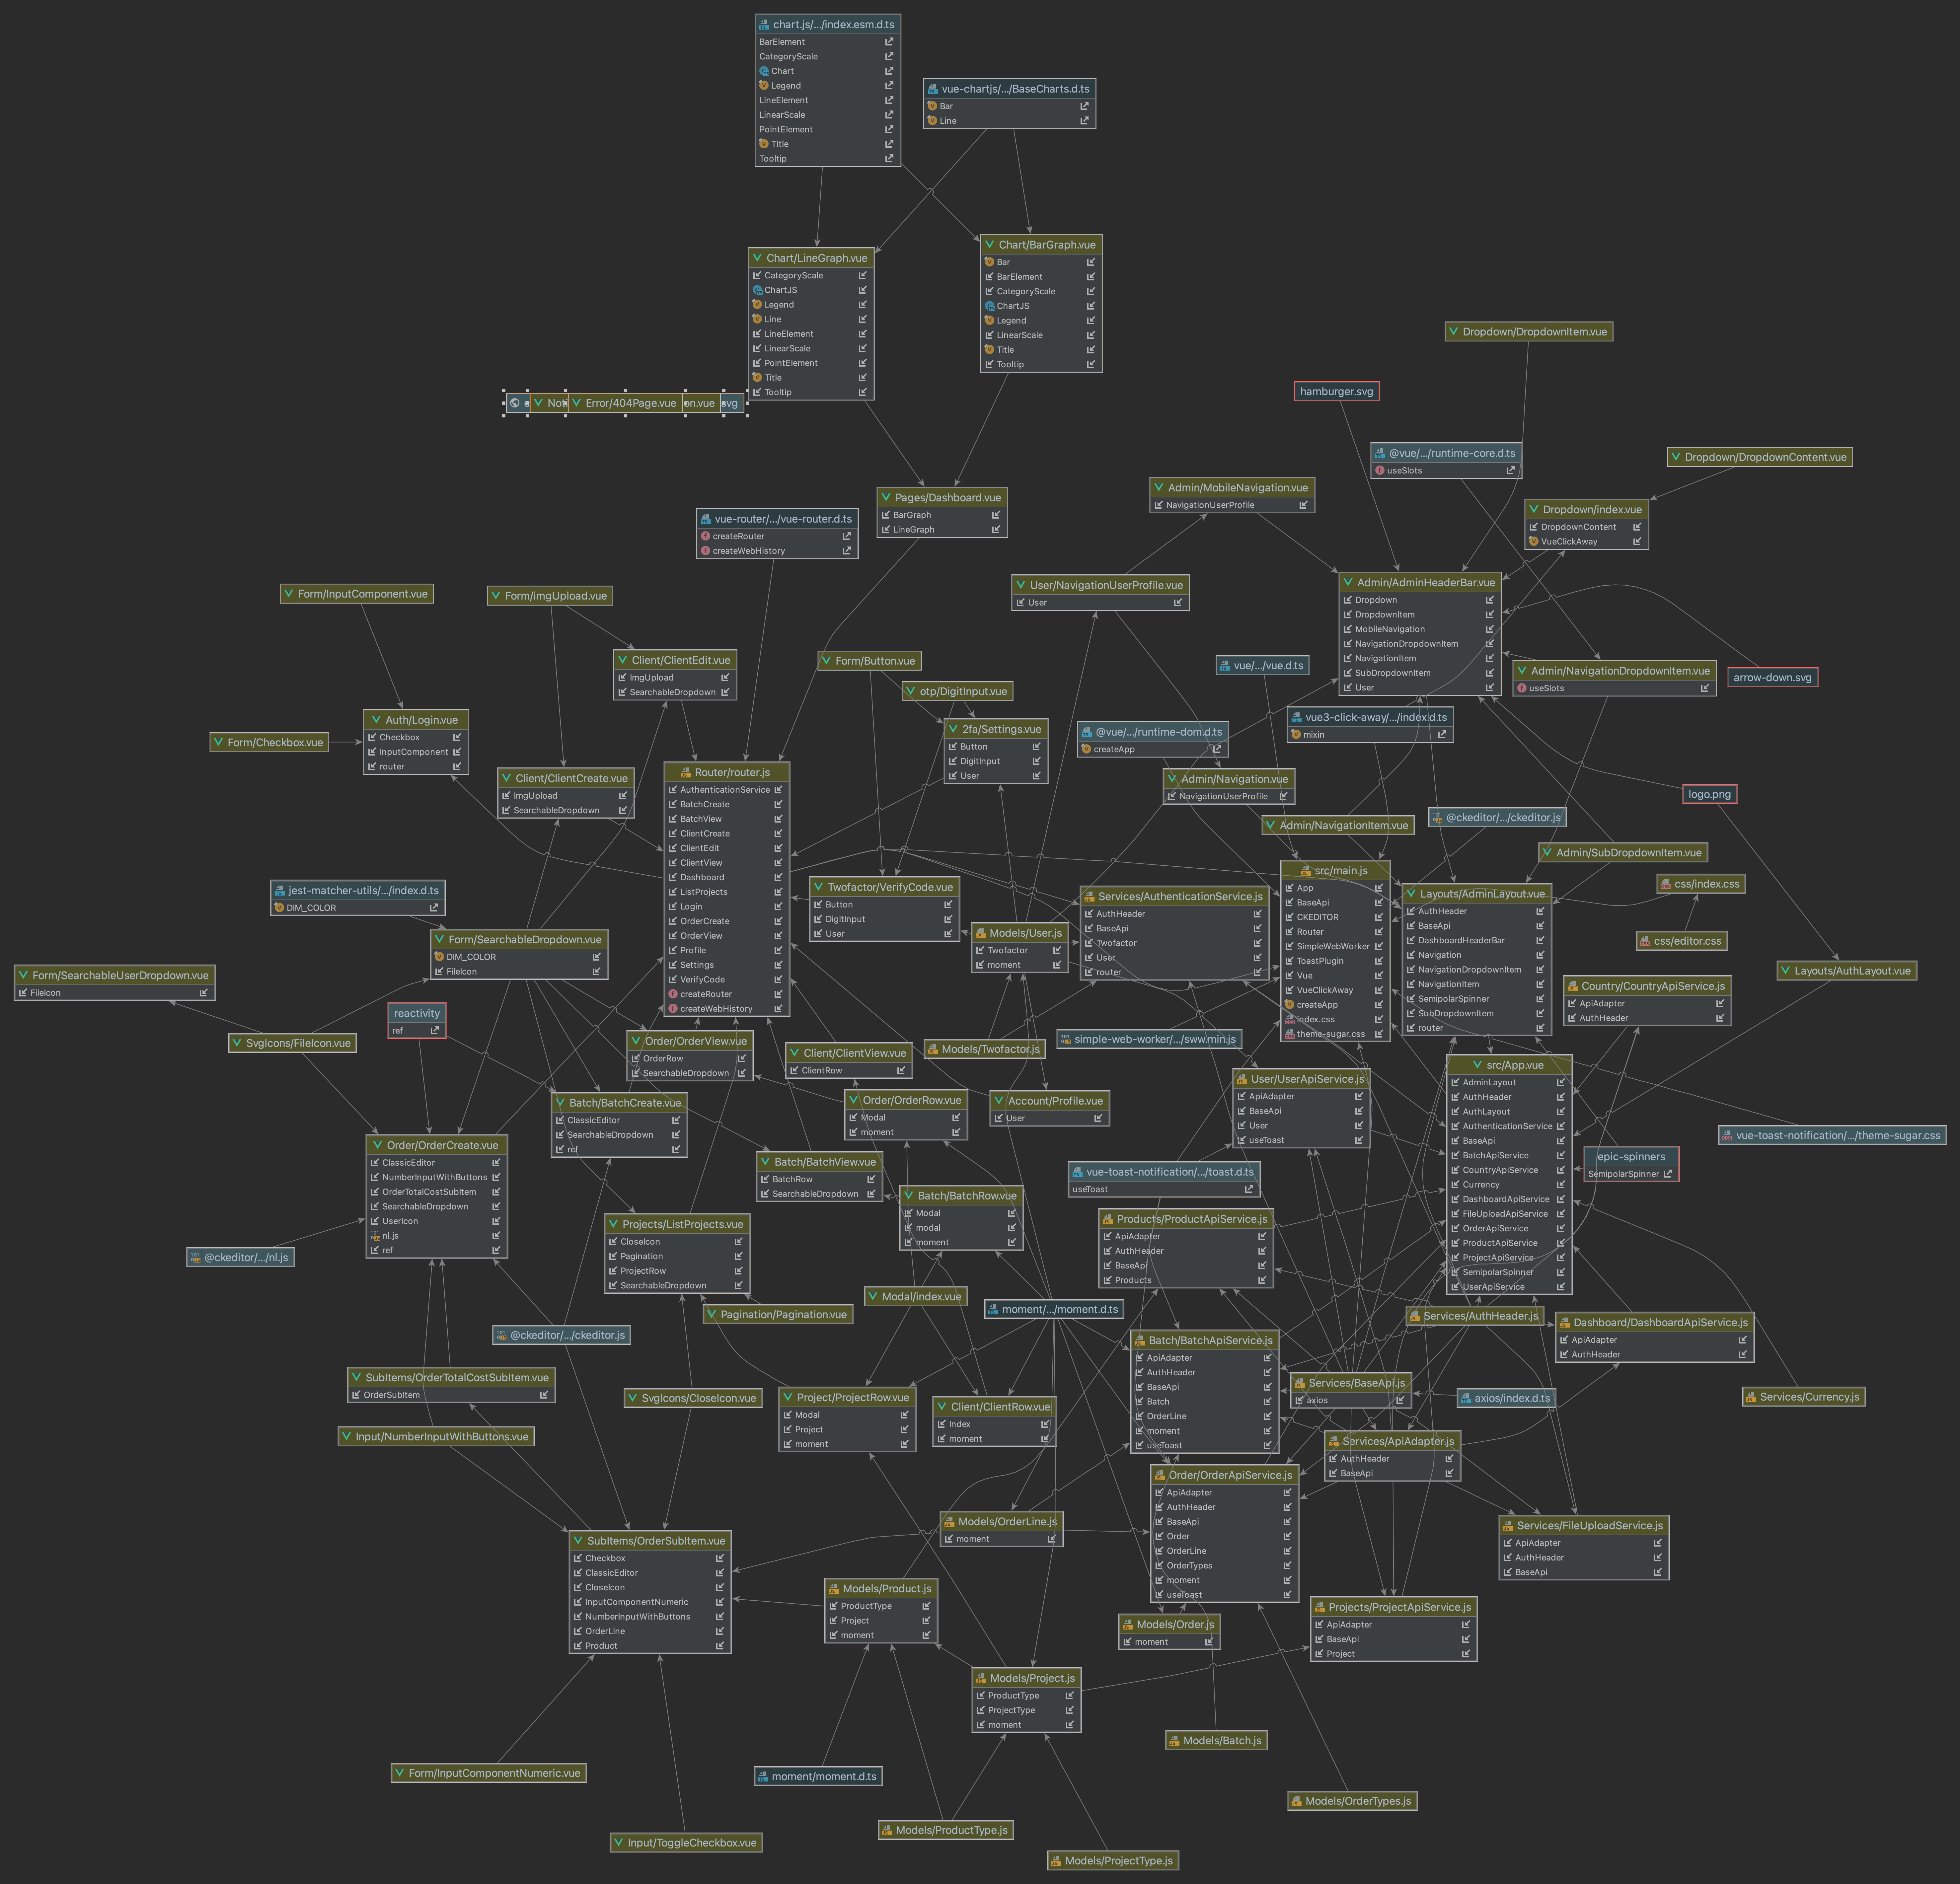 chart.js/.../index.esm.d.ts
BarElement
CategoryScale
Chart
Legend
LineElement
LinearScale
PointElement
Title
Tooltip
vue-chartjs/.../BaseCharts.d.ts
Bar
Line
Chart/LineGraph.vue
CategoryScale
ChartJS
Legend
Line
LineElement
LinearScale
PointElement
Title
Tooltip
Chart/BarGraph.vue
Bar
BarElement
CategoryScale
ChartJS
Legend
LinearScale
Title
Tooltip
Error/404Page.vue
Dropdown/DropdownItem.vue
hamburger.svg
@vue/.../runtime-core.d.ts
useSlots
Dropdown/DropdownContent.vue
Pages/Dashboard.vue
BarGraph
LineGraph
Admin/MobileNavigation.vue
NavigationUserProfile
Dropdown/index.vue
DropdownContent
VueClickAway
vue-router/.../vue-router.d.ts
createRouter
createWebHistory
User/NavigationUserProfile.vue
User
Admin/AdminHeaderBar.vue
Dropdown
DropdownItem
MobileNavigation
NavigationDropdownItem
NavigationItem
SubDropdownItem
User
Form/InputComponent.vue
Form/imgUpload.vue
Client/ClientEdit.vue
ImgUpload
SearchableDropdown
Form/Button.vue
vue/.../vue.d.ts
Admin/NavigationDropdownItem.vue
useSlots
arrow-down.svg
otp/DigitInput.vue
Auth/Login.vue
Checkbox
InputComponent
router
Form/Checkbox.vue
2fa/Settings.vue
Button
DigitInput
User
@vue/.../runtime-dom.d.ts
createApp
vue3-click-away/.../index.d.ts
mixin
Client/ClientCreate.vue
ImgUpload
SearchableDropdown
Router/router.js
AuthenticationService
BatchCreate
BatchView
ClientCreate
ClientEdit
ClientView
Dashboard
ListProjects
Login
OrderCreate
OrderView
Profile
Settings
VerifyCode
createRouter
createWebHistory
Admin/Navigation.vue
NavigationUserProfile
logo.png
Admin/NavigationItem.vue
@ckeditor/.../ckeditor.js
Admin/SubDropdownItem.vue
src/main.js
App
BaseApi
CKEDITOR
Router
SimpleWebWorker
ToastPlugin
Vue
VueClickAway
createApp
index.css
theme-sugar.css
Layouts/AdminLayout.vue
AuthHeader
BaseApi
DashboardHeaderBar
Navigation
NavigationDropdownItem
NavigationItem
SemipolarSpinner
SubDropdownItem
router
css/index.css
css/editor.css
jest-matcher-utils/.../index.d.ts
DIM_COLOR
Twofactor/VerifyCode.vue
Button
DigitInput
User
Services/AuthenticationService.js
AuthHeader
BaseApi
Twofactor
User
router
Models/User.js
Twofactor
moment
Form/SearchableDropdown.vue
DIM_COLOR
FileIcon
Form/SearchableUserDropdown.vue
FileIcon
Layouts/AuthLayout.vue
Country/CountryApiService.js
ApiAdapter
AuthHeader
reactivity
ref
SvgIcons/FileIcon.vue
Order/OrderView.vue
OrderRow
SearchableDropdown
Client/ClientView.vue
ClientRow
Models/Twofactor.js
simple-web-worker/.../sww.min.js
User/UserApiService.js
ApiAdapter
BaseApi
User
useToast
src/App.vue
AdminLayout
AuthHeader
AuthLayout
AuthenticationService
BaseApi
BatchApiService
CountryApiService
Currency
DashboardApiService
FileUploadApiService
OrderApiService
ProductApiService
ProjectApiService
SemipolarSpinner
UserApiService
Batch/BatchCreate.vue
ClassicEditor
SearchableDropdown
ref
Order/OrderRow.vue
Modal
moment
Account/Profile.vue
User
vue-toast-notification/.../theme-sugar.css
Order/OrderCreate.vue
ClassicEditor
NumberInputWithButtons
OrderTotalCostSubItem
SearchableDropdown
UserIcon
nl.js
ref
Batch/BatchView.vue
BatchRow
SearchableDropdown
vue-toast-notification/.../toast.d.ts
useToast
epic-spinners
SemipolarSpinner
Batch/BatchRow.vue
Modal
modal
moment
Projects/ListProjects.vue
CloseIcon
Pagination
ProjectRow
SearchableDropdown
Products/ProductApiService.js
ApiAdapter
AuthHeader
BaseApi
Products
@ckeditor/.../nl.js
Modal/index.vue
Pagination/Pagination.vue
moment/.../moment.d.ts
Services/AuthHeader.js
Dashboard/DashboardApiService.js
ApiAdapter
AuthHeader
@ckeditor/.../ckeditor.js
Batch/BatchApiService.js
ApiAdapter
AuthHeader
BaseApi
Batch
OrderLine
moment
useToast
SubItems/OrderTotalCostSubItem.vue
OrderSubItem
Services/BaseApi.js
axios
axios/index.d.ts
Services/Currency.js
SvgIcons/CloseIcon.vue
Project/ProjectRow.vue
Modal
Project
moment
Client/ClientRow.vue
Index
moment
Input/NumberInputWithButtons.vue
Services/ApiAdapter.js
AuthHeader
BaseApi
Order/OrderApiService.js
ApiAdapter
AuthHeader
BaseApi
Order
OrderLine
OrderTypes
moment
useToast
Models/OrderLine.js
moment
Services/FileUploadService.js
ApiAdapter
AuthHeader
BaseApi
SubItems/OrderSubItem.vue
Checkbox
ClassicEditor
CloseIcon
InputComponentNumeric
NumberInputWithButtons
OrderLine
Product
Models/Product.js
ProductType
Project
moment
Projects/ProjectApiService.js
ApiAdapter
BaseApi
Project
Models/Order.js
moment
Models/Project.js
ProductType
ProjectType
moment
Models/Batch.js
Form/InputComponentNumeric.vue
moment/moment.d.ts
Models/OrderTypes.js
Models/ProductType.js
Input/ToggleCheckbox.vue
Models/ProjectType.js